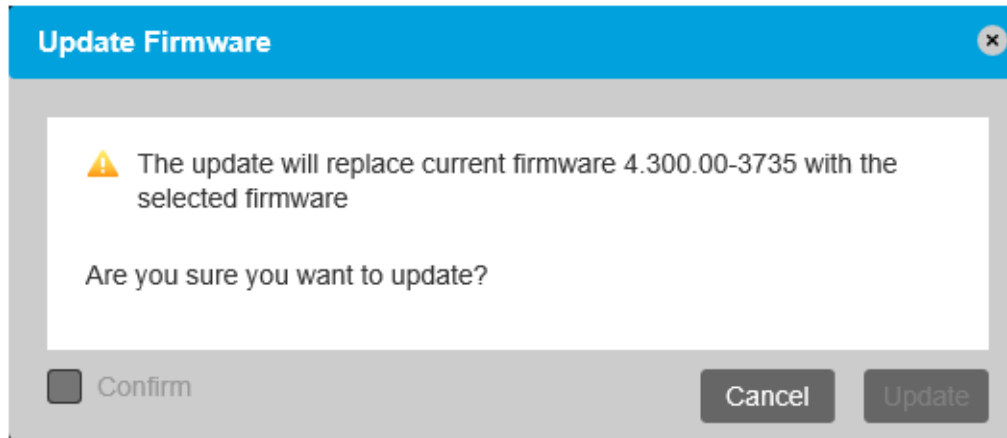 Update Firmware
The update will replace current firmware 4.300.00-3735 with the
selected firmware
Are you sure you want to update?
Confirm
Cancel
Update